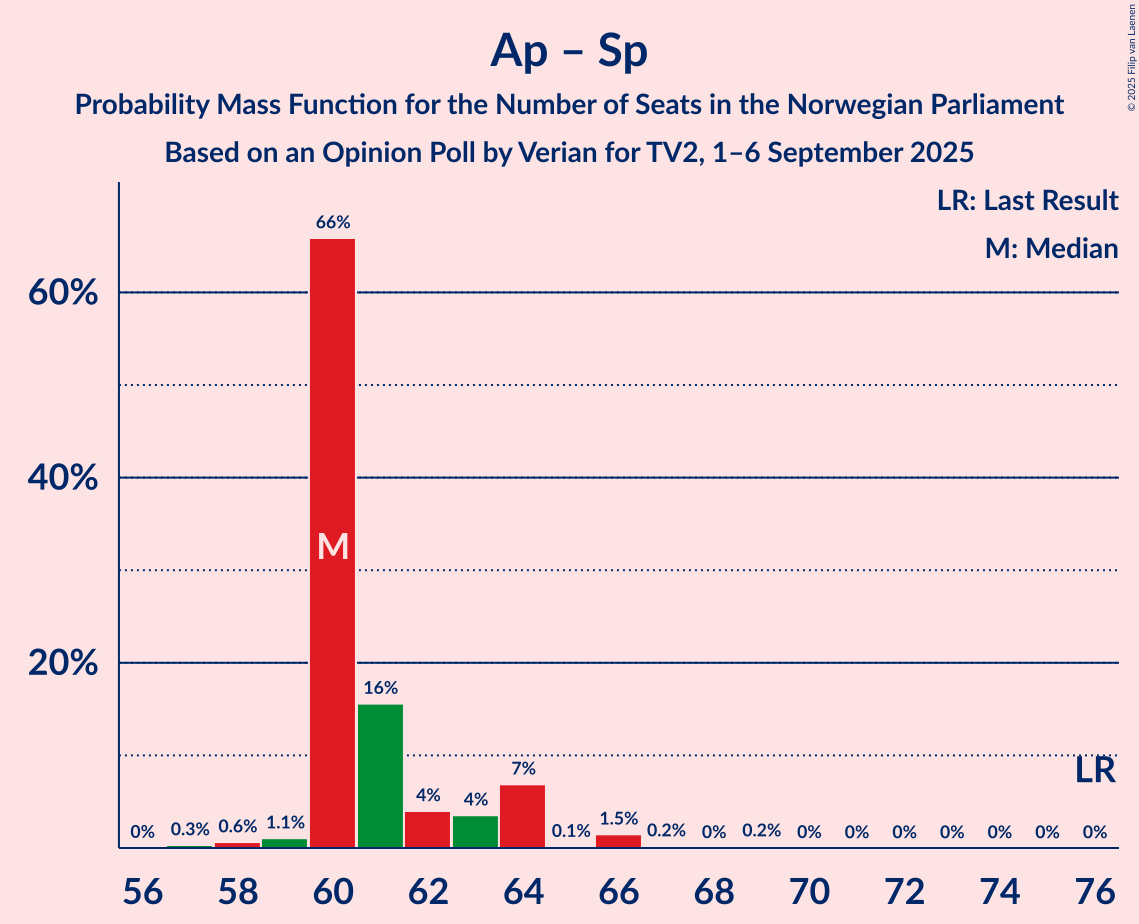 Ap – Sp
Probability Mass Function for the Number of Seats in the Norwegian Parliament
Based on an Opinion Poll by Verian for TV2, 1–6 September 2025
© 2025 Filip van Laenen
LR: Last Result
M: Median
60%
40%
20%
0%
0.3%
0.6%
1.1%
66%
M
16%
4%
4%
7%
0.1%
1.5%
0.2%
0%
0.2%
0%
0%
0%
0%
0%
0%
0%
LR
56 58 60 62 64 66 68 70 72 74 76